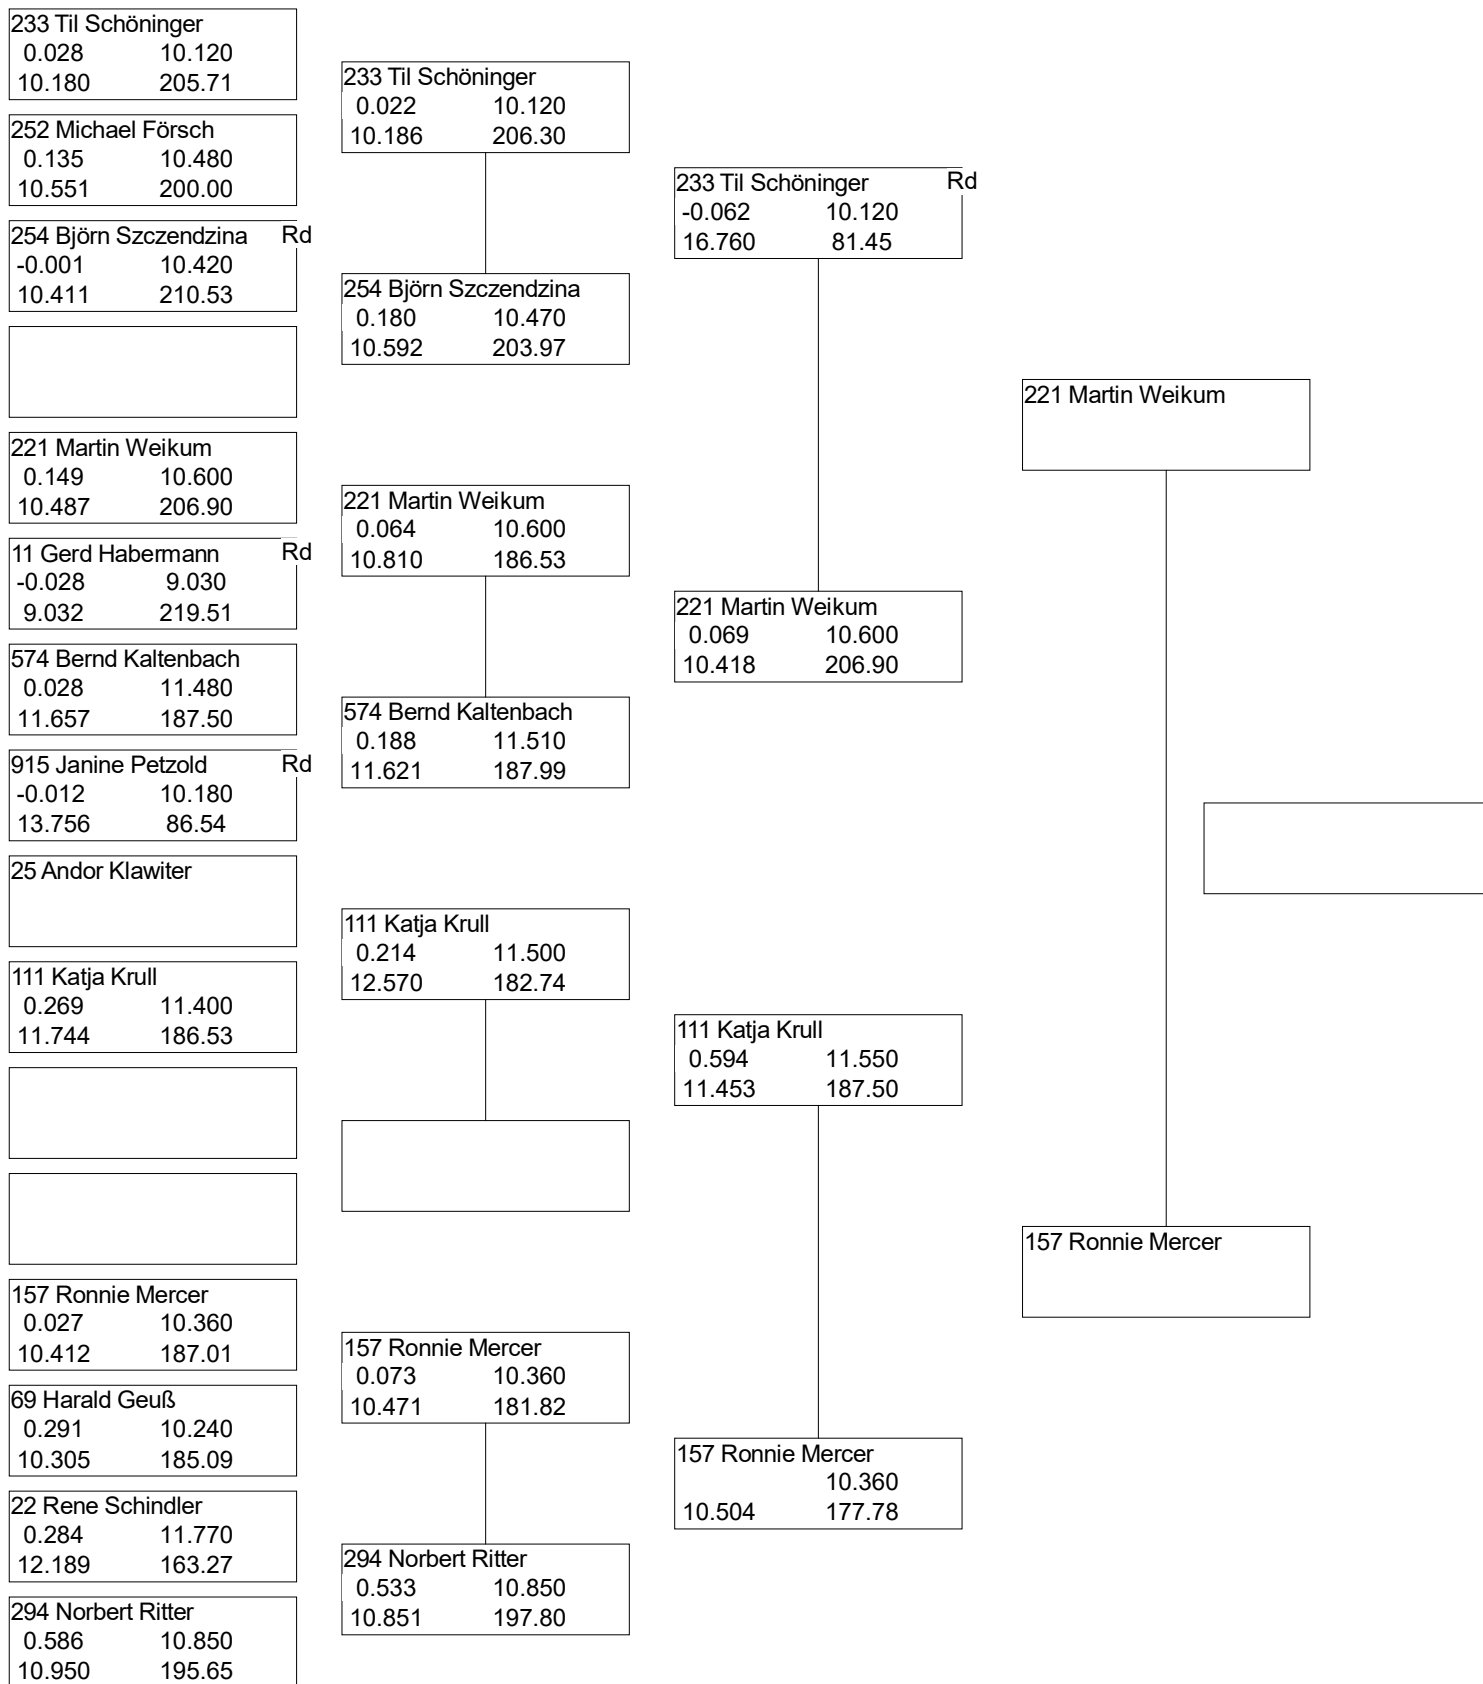 233 Til Schöninger
0.028 10.120
10.180 205.71
252 Michael Försch
0.135 10.480
10.551 200.00
254 Björn Szczendzina Rd
-0.001 10.420
10.411 210.53
221 Martin Weikum
0.149 10.600
10.487 206.90
11 Gerd Habermann Rd
-0.028 9.030
9.032 219.51
574 Bernd Kaltenbach
0.028 11.480
11.657 187.50
915 Janine Petzold Rd
-0.012 10.180
13.756 86.54
25 Andor Klawiter
111 Katja Krull
0.269 11.400
11.744 186.53
157 Ronnie Mercer
0.027 10.360
10.412 187.01
69 Harald Geuß
0.291 10.240
10.305 185.09
22 Rene Schindler
0.284 11.770
12.189 163.27
294 Norbert Ritter
0.586 10.850
10.950 195.65
233 Til Schöninger
0.022 10.120
10.186 206.30
254 Björn Szczendzina
0.180 10.470
10.592 203.97
221 Martin Weikum
0.064 10.600
10.810 186.53
574 Bernd Kaltenbach
0.188 11.510
11.621 187.99
111 Katja Krull
0.214 11.500
12.570 182.74
157 Ronnie Mercer
0.073 10.360
10.471 181.82
294 Norbert Ritter
0.533 10.850
10.851 197.80
233 Til Schöninger Rd
-0.062 10.120
16.760 81.45
221 Martin Weikum
0.069 10.600
10.418 206.90
111 Katja Krull
0.594 11.550
11.453 187.50
157 Ronnie Mercer
10.360
10.504 177.78
221 Martin Weikum
157 Ronnie Mercer